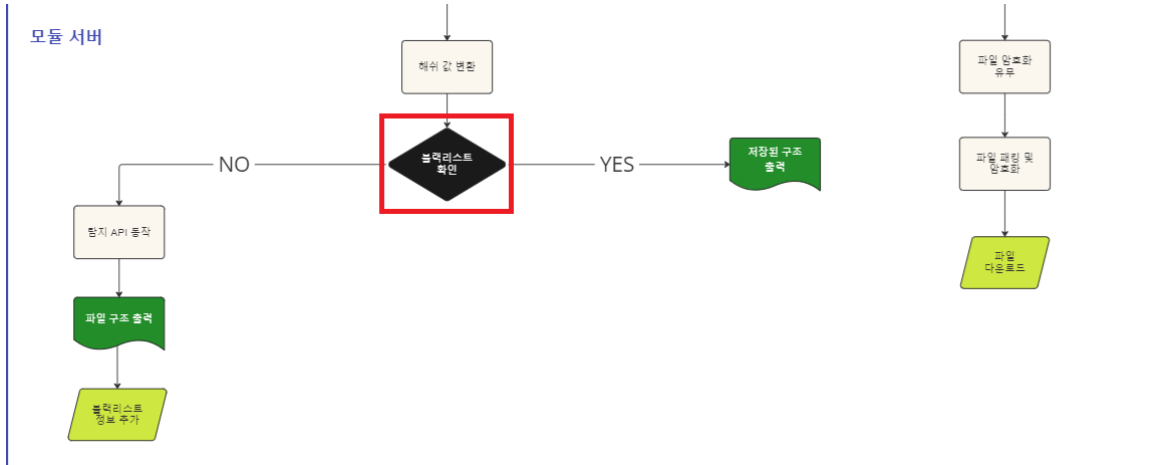 모듈 서버
해쉬 값 변환
파일 암호화
유무
블랙리스트
확인
NO
YES
저장된 구조
출력
파일 패킹 및
암호화
탐지 API 동작
파일
다운로드
파일 구조 출력
블랙리스트
정보 추가